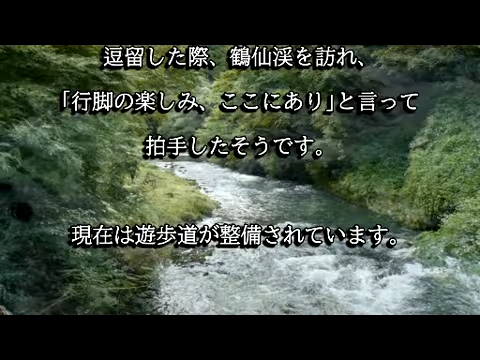 逗留した際、鶴仙渓を訪れ、
｢行脚の楽しみ、ここにあり｣と言って
拍手したそうです。
現在は遊歩道が整備されています。